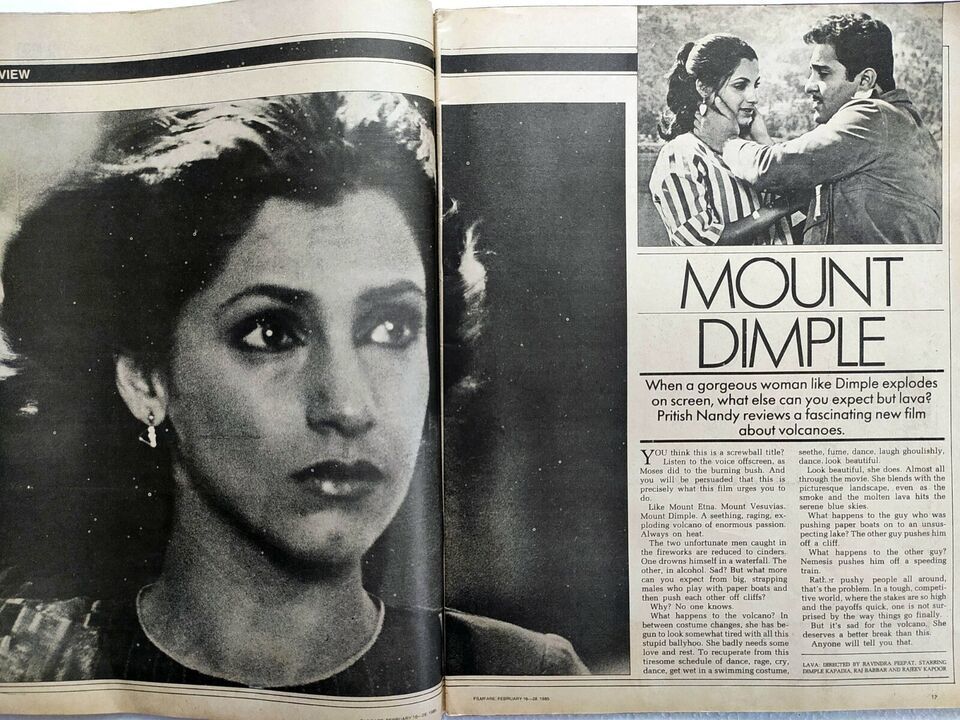 VIEW
MOUNT
DIMPLE
When a gorgeous woman like Dimple explodes
on screen, what else can you expect but lava?
Pritish Nandy reviews a fascinating new film
about volcanoes.
YOU think this is a screwball title?
Listen to the voice offscreen, as
Moses did to the burning bush. And
you will be persuaded that this is
precisely what this film urges you to
do.
Like Mount Etna. Mount Vesuvias.
Mount Dimple. A seething, raging, ex-
ploding volcano of enormous passion.
Always on heat.
The two unfortunate men caught in
the fireworks are reduced to cinders.
One drowns himself in a waterfall. The
other, in alcohol. Sad? But what more
can you expect from big, strapping
males who play with paper boats and
then push each other off cliffs?
Why? No one knows.
What happens to the volcano? In
between costume changes, she has be-
gun to look somewhat tired with all this
stupid ballyhoo. She badly needs some
love and rest. To recuperate from this
tiresome schedule of dance, rage, cry,
dance, get wet in a swimming costume,
seethe, fume, dance, laugh ghoulishly,
dance, look beautiful.
Look beautiful, she does. Almost all
through the movie. She blends with the
picturesque landscape, even as the
smoke and the molten lava hits the
serene blue skies.
What happens to the guy who was
pushing paper boats on to an unsus-
pecting lake? The other guy pushes him
off a cliff.
What happens to the other guy?
Nemesis pushes him off a speeding
train.
Rather pushy people all around,
that's the problem. In a tough, competi-
tive world, where the stakes are so high
and the payoffs quick, one is not sur-
prised by the way things go finally.
But it's sad for the volcano. She
deserves a better break than this.
Anyone will tell you that.
LAVA: DIRECTED BY RAVINDRA PEEPAT, STARRING
DIMPLE KAPADIA, RAJ BABBAR AND RAJEEV KAPOOR
FILMFARE, FEBRUARY 16—28, 1985
FILMFARE, FEBRUARY 16—28, 1985
17